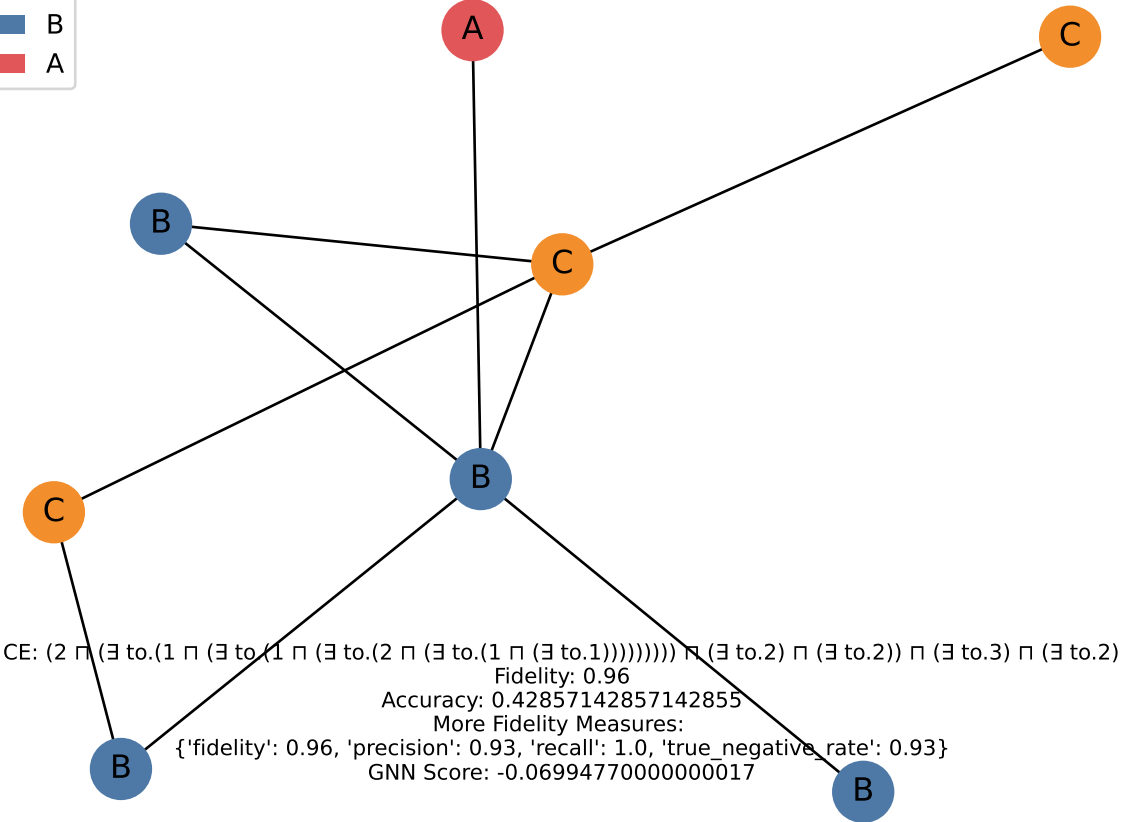 B
A
A
C
B
C
B
C
CE: (2 ⊓ (∃ to.(1 ⊓ (∃ to.(1 ⊓ (∃ to.(2 ⊓ (∃ to.(1 ⊓ (∃ to.1))))))))) ⊓ (∃ to.2) ⊓ (∃ to.2)) ⊓ (∃ to.3) ⊓ (∃ to.2)
Fidelity: 0.96
Accuracy: 0.42857142857142855
More Fidelity Measures:
{'fidelity': 0.96, 'precision': 0.93, 'recall': 1.0, 'true_negative_rate': 0.93}
GNN Score: -0.06994770000000017
B
B